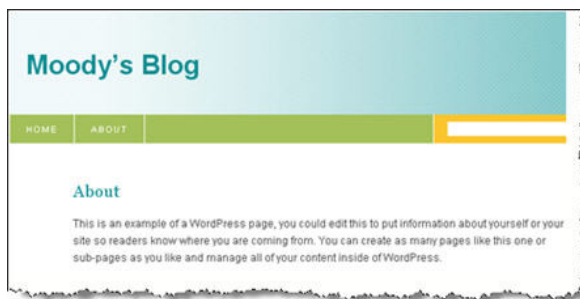 Moody's Blog
HOME ABOUT
About
This is an example of a WordPress page, you could edit this to put information about yourself or your
site so readers know where you are coming from. You can create as many pages like this one or
sub-pages as you like and manage all of your content inside of WordPress.